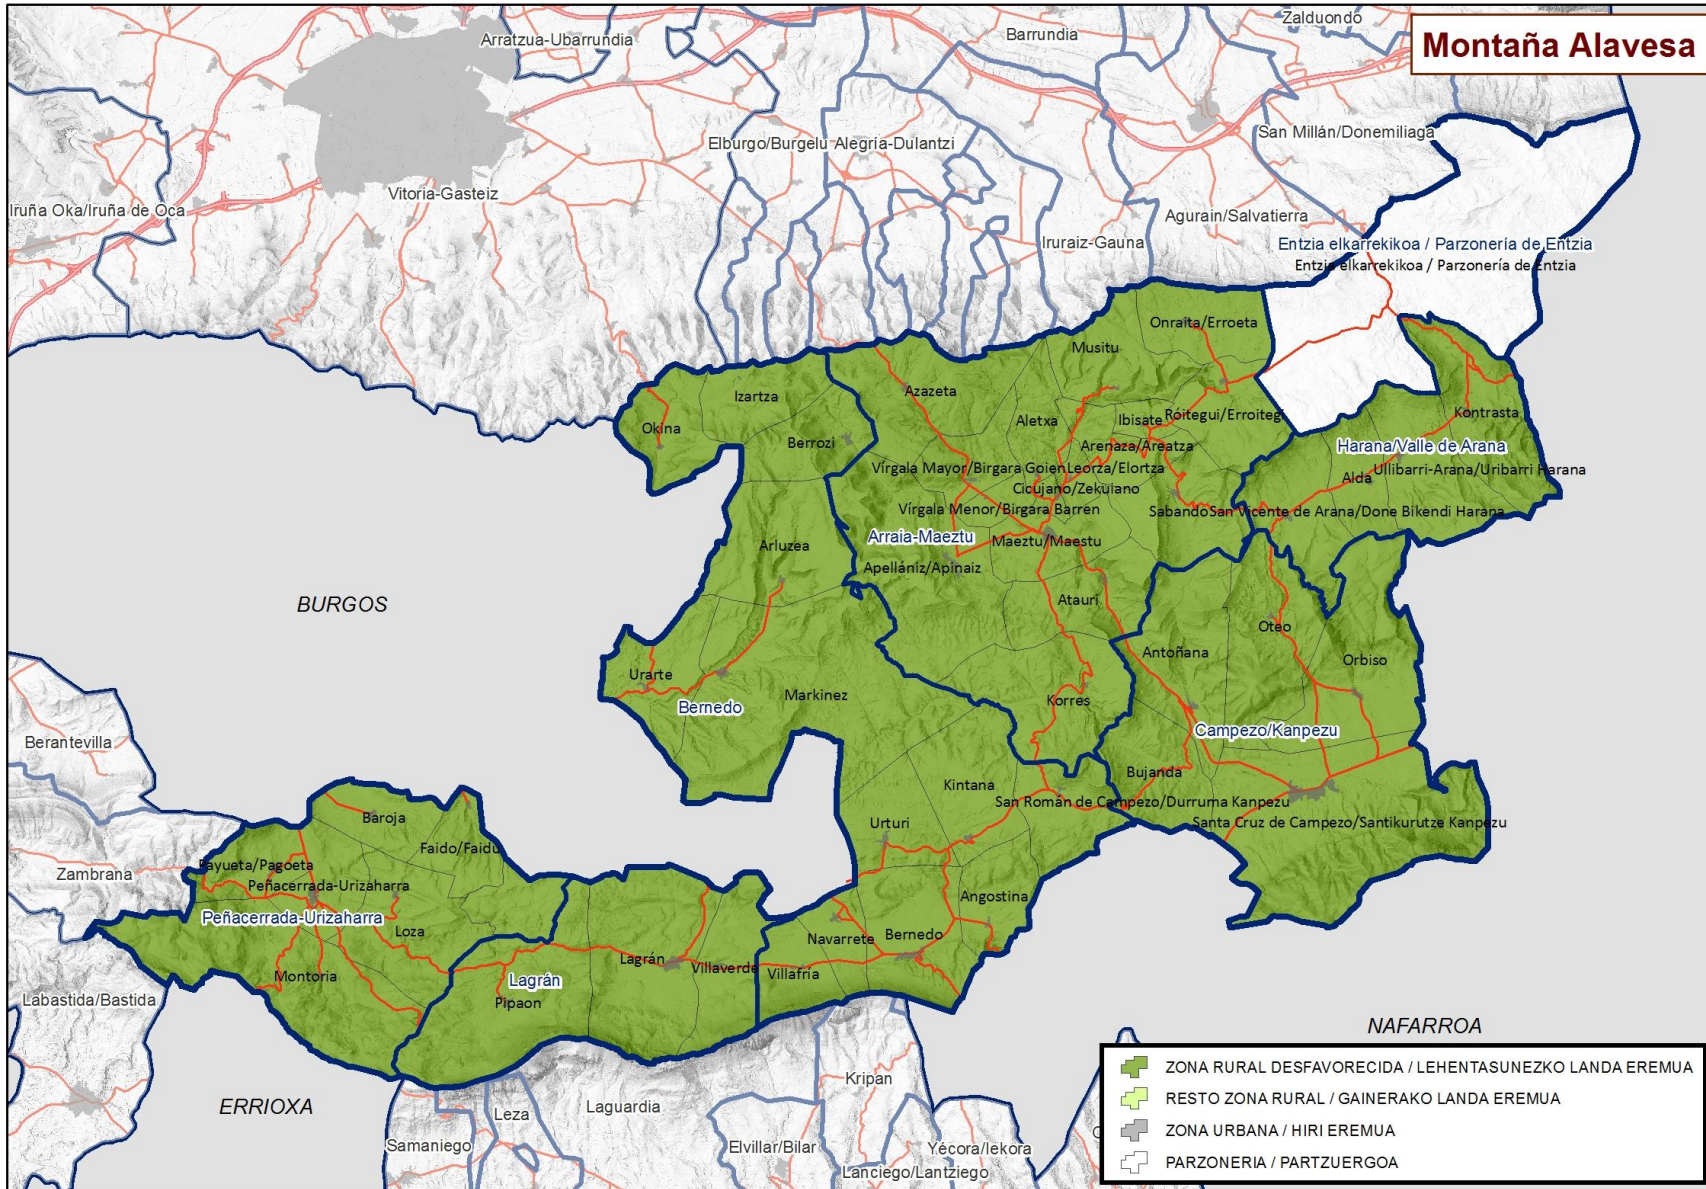 Zalduondo
Arratzua-Ubarrundia
Barrundia
Montaña Alavesa
San Millán/Donemiliaga
Elburgo/Burgelu
Alegría-Dulantzi
Vitoria-Gasteiz
Iruña Oka/Iruña de Oca
Agurain/Salvatierra
Iruraiz-Gauna
Entzia elkarrekikoa / Parzonería de Entzia
Entzia elkarrekikoa / Parzonería de Entzia
Onraita/Erroeta
Musitu
Azazeta
Izartza
Kontrasta
Aletxa
Ibisate
Róitegui/Erroitegi
Okina
Berrozi
Arenaza/Areatza
Harana/Valle de Arana
Vírgala Mayor/Birgara Goien
Leorza/Elortza
Ullibarri-Arana/Uribarri Harana
Alda
Cicujano/Zekuiano
Vírgala Menor/Birgara Barren
Sabando
San Vicente de Arana/Done Bikendi Harana
Arraia-Maeztu
Maeztu/Maestu
Arluzea
Apellániz/Apinaiz
BURGOS
Atauri
Oteo
Antoñana
Orbiso
Urarte
Markinez
Korres
Bernedo
Campezo/Kanpezu
Berantevilla
Bujanda
Kintana
San Román de Campezo/Durruma Kanpezu
Baroja
Urturi
Santa Cruz de Campezo/Santikurutze Kanpezu
Faido/Faidu
Payueta/Pagoeta
Zambrana
Peñacerrada-Urizaharra
Angostina
Peñacerrada-Urizaharra
Loza
Navarrete
Bernedo
Lagrán
Villaverde
Villafría
Montoria
Lagrán
Labastida/Bastida
Pipaon
NAFARROA
ZONA RURAL DESFAVORECIDA / LEHENTASUNEZKO LANDA EREMUA
RESTO ZONA RURAL / GAINERAKO LANDA EREMUA
ZONA URBANA / HIRI EREMUA
PARZONERIA / PARTZUERGOA
Kripan
ERRIOXA
Leza
Laguardia
Samaniego
Elvillar/Bilar
Yécora/Iekora
Lanciego/Lantziego